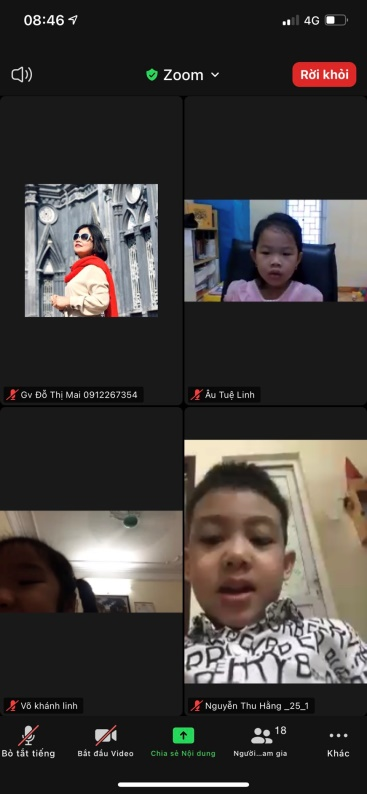 08:46
4G
Zoom
Rời khỏi
Gv Đỗ Thị Mai 0912267354
Âu Tuệ Linh
Võ khánh linh
Nguyễn Thu Hằng _25_1
Bỏ tắt tiếng
Bắt đầu Video
Chia sẻ Nội dung
18
Người...am gia
Khác